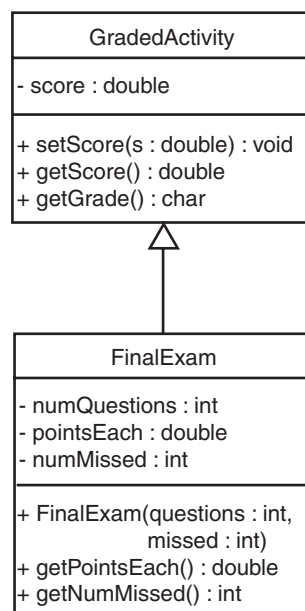 GradedActivity
- score : double
+ setScore(s : double) : void
+ getScore() : double
+ getGrade() : char
FinalExam
- numQuestions : int
- pointsEach : double
- numMissed : int
+ FinalExam(questions : int,
missed : int)
+ getPointsEach() : double
+ getNumMissed() : int